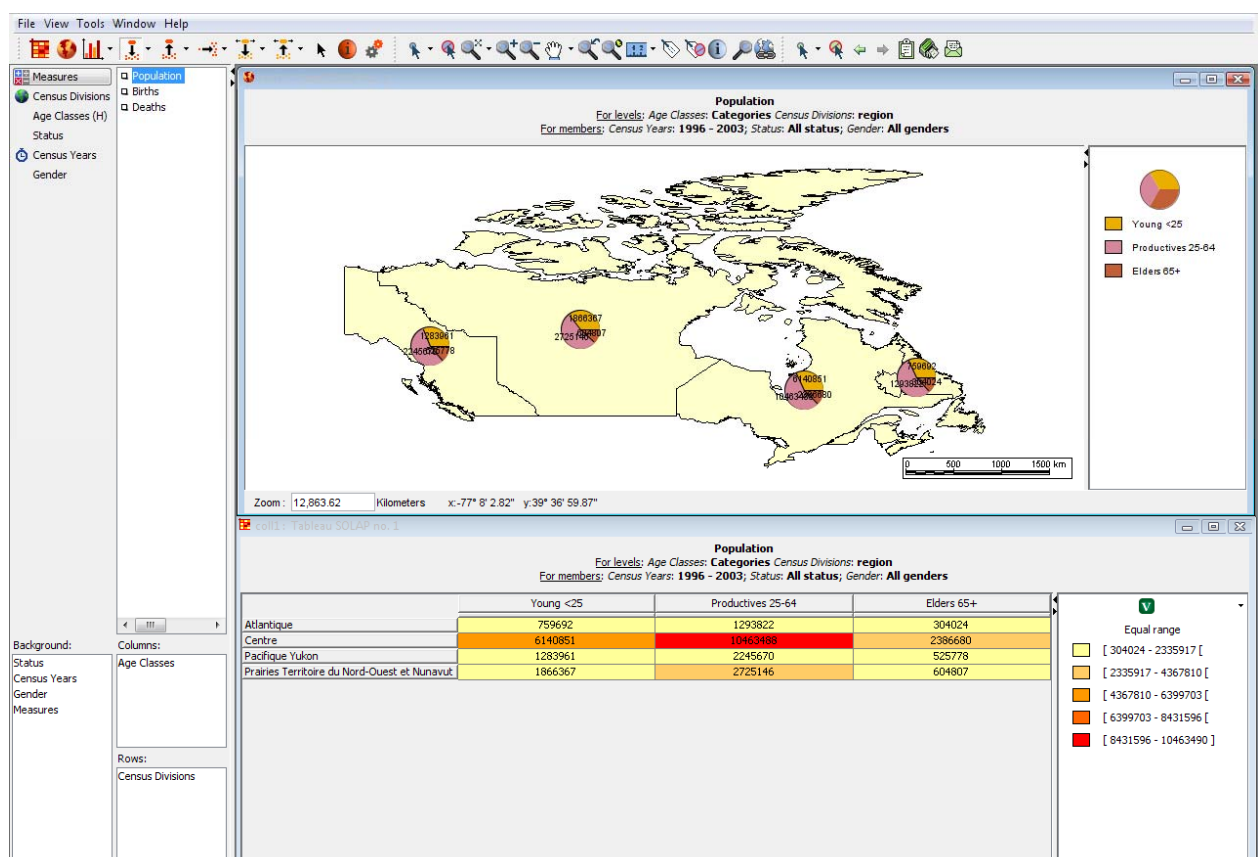 File View Tools Window Help
Measures
Census Divisions
Age Classes (H)
Status
Census Years
Gender
Population
Births
Deaths
Population
For levels: Age Classes: Categories Census Divisions: region
For members: Census Years: 1996 - 2003; Status: All status; Gender: All genders
1283961
1866367
2725146
6140851
759692
1293822
Young <25
Productives 25-64
Elders 65+
0 500 1000 1500 km
Zoom : 12,863.62 Kilometers x:-77° 8' 2.82" y:39° 36' 59.87"
coll1 : Tableau SOLAP no. 1
Population
For levels: Age Classes: Categories Census Divisions: region
For members: Census Years: 1996 - 2003; Status: All status; Gender: All genders
Young <25 Productives 25-64 Elders 65+
Atlantique 759692 1293822 304024
Centre 6140851 10463488 2386680
Pacifique Yukon 1283961 2245670 525778
Prairies Territoire du Nord-Ouest et Nunavut 1866367 2725146 604807
V
Equal range
[ 304024 - 2335917 [
[ 2335917 - 4367810 [
[ 4367810 - 6399703 [
[ 6399703 - 8431596 [
[ 8431596 - 10463490 ]
Background:
Status
Census Years
Gender
Measures
Columns:
Age Classes
Rows:
Census Divisions